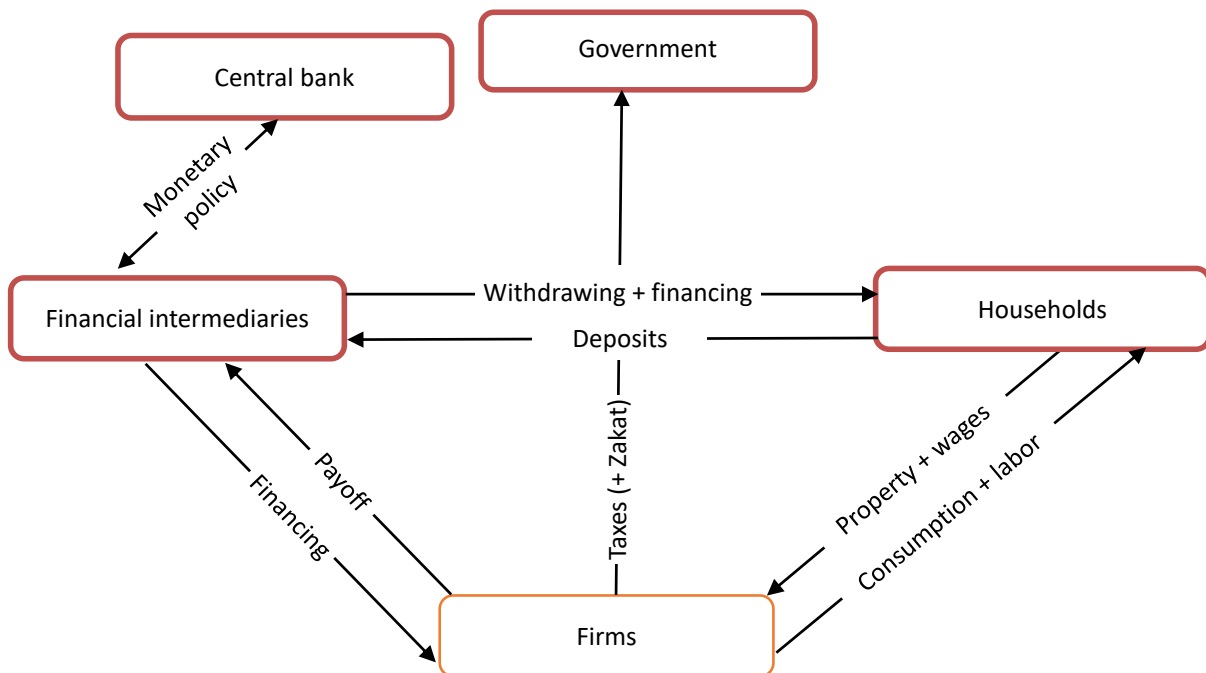 Government
Central bank
Monetary
policy
Withdrawing + financing
Financial intermediaries
Households
Deposits
Payoff
Financing
Taxes (+ Zakat)
Property + wages
Consumption + labor
Firms